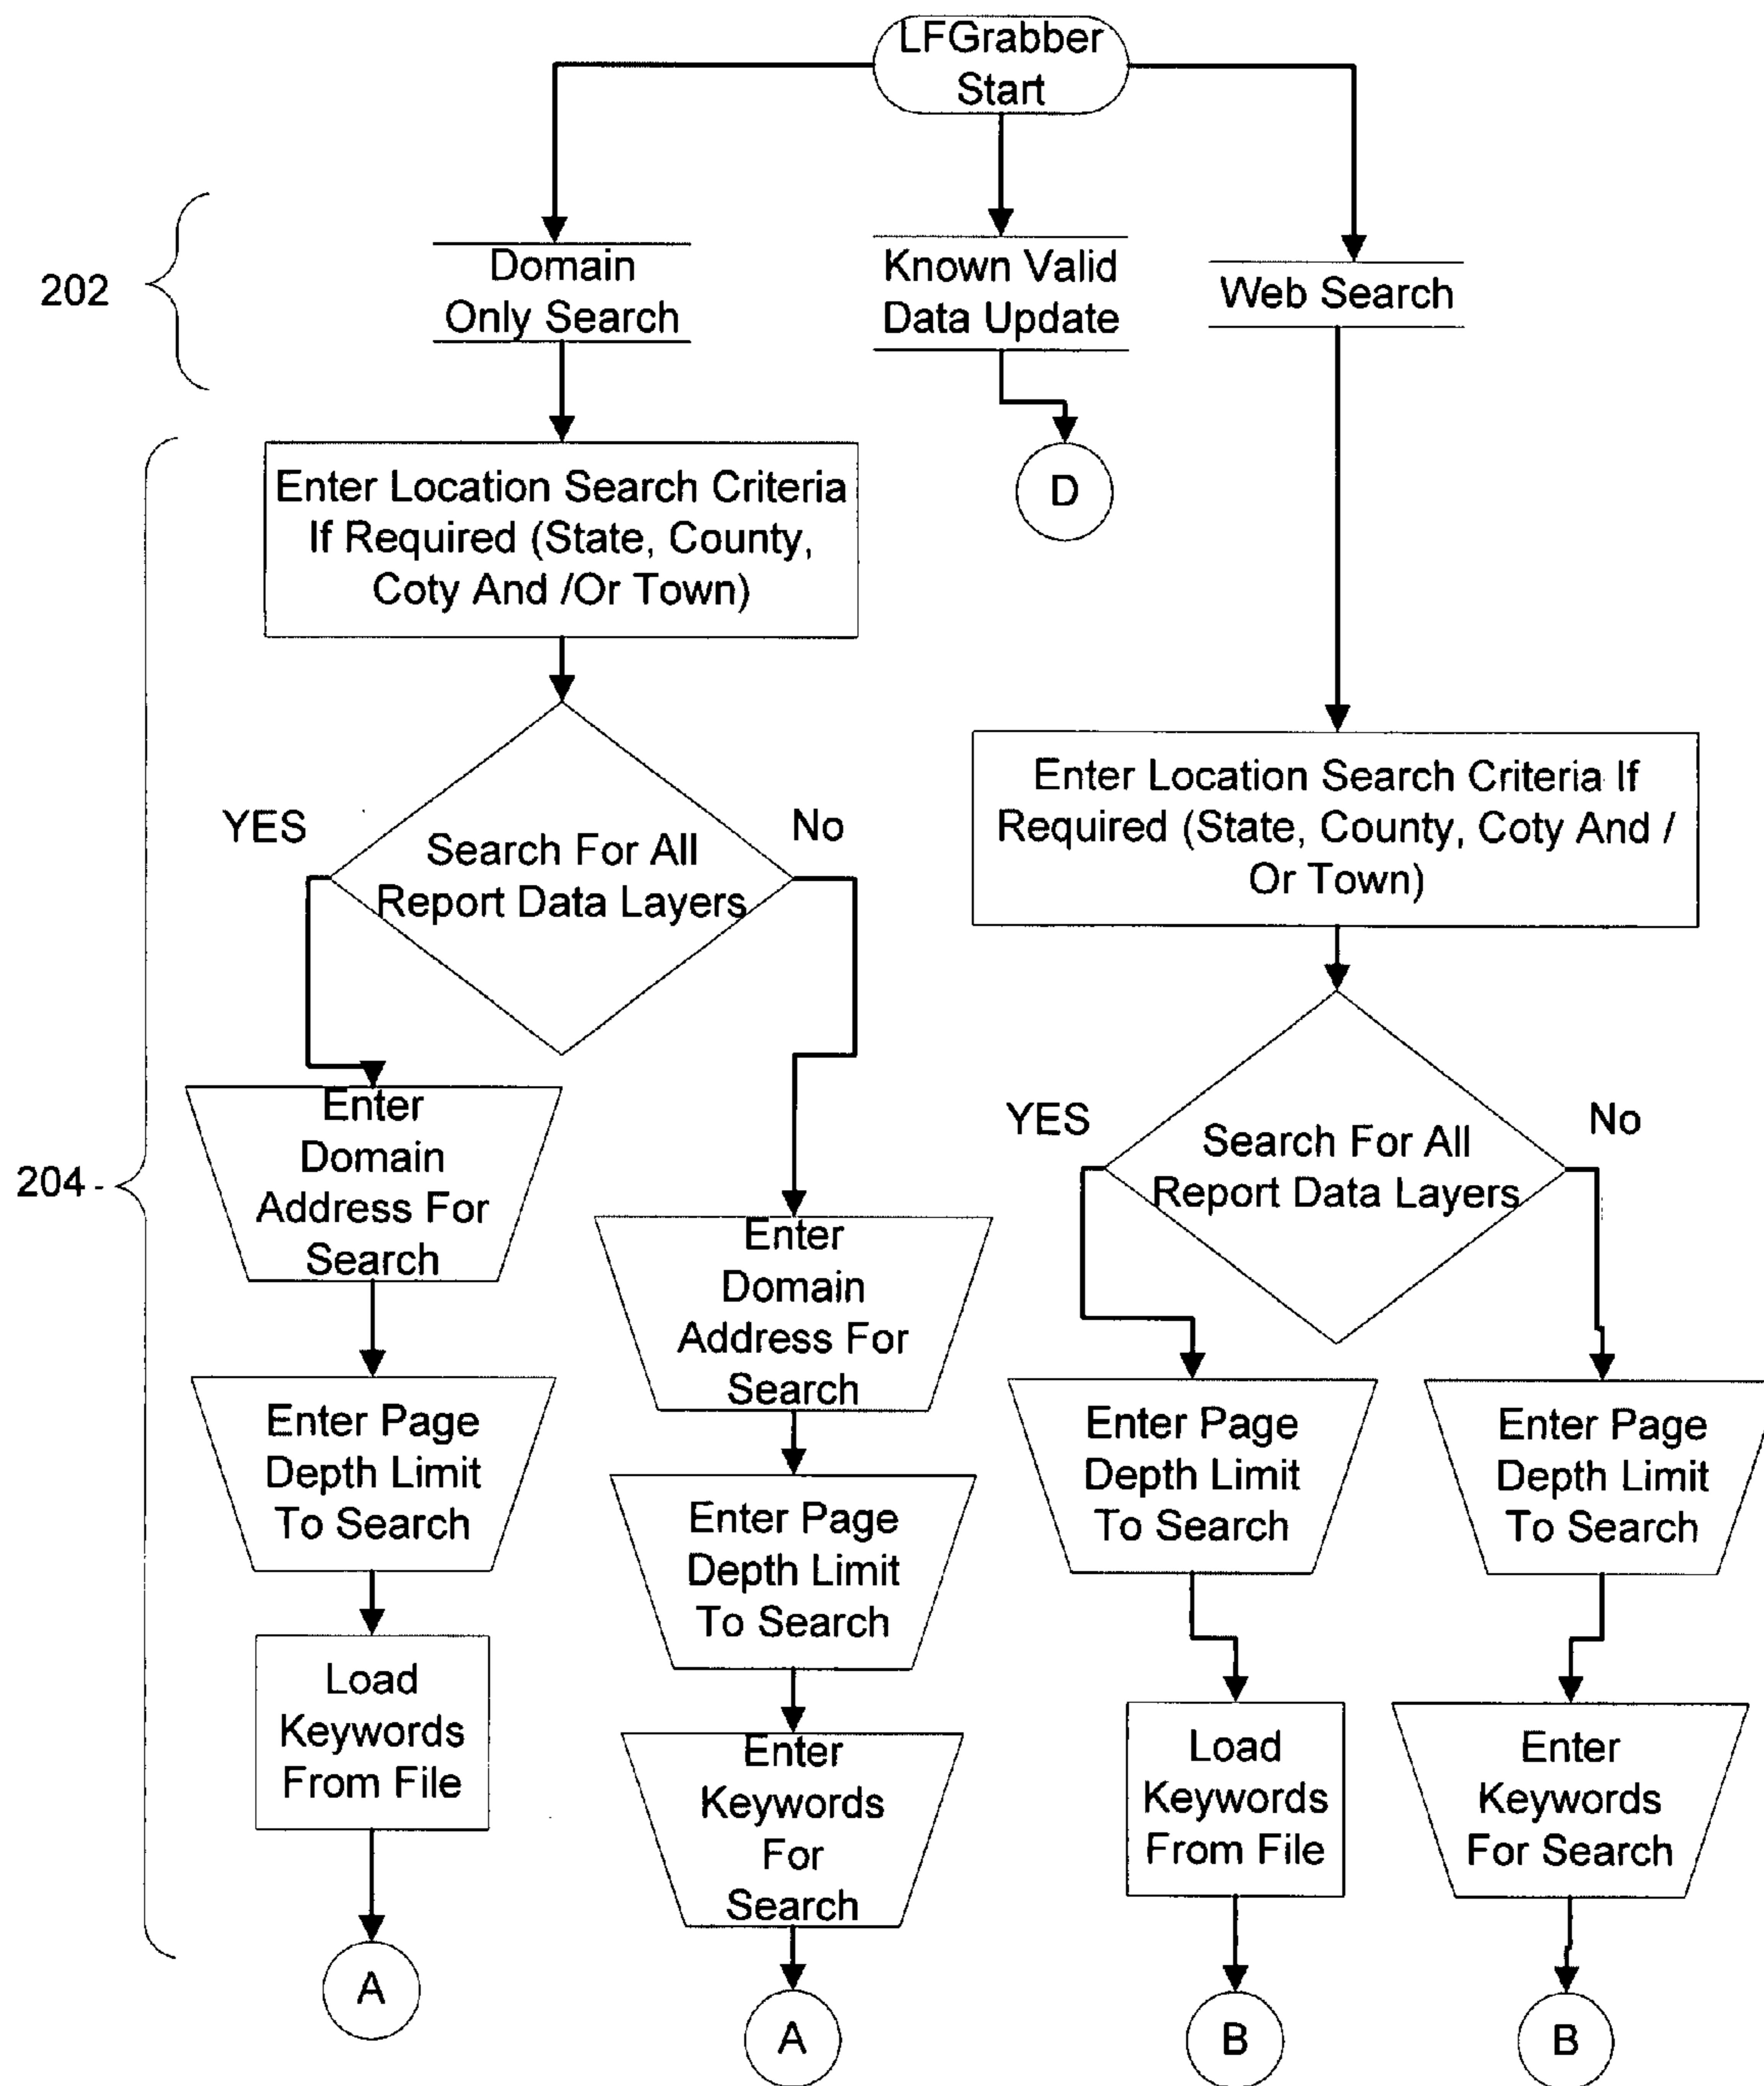 LFGrabber
Start
202
Domain
Only Search
Known Valid
Data Update
Web Search
Enter Location Search Criteria
If Required (State, County,
Coty And /Or Town)
D
Enter Location Search Criteria If
Required (State, County, Coty And /
Or Town)
YES
Search For All
Report Data Layers
No
YES
Search For All
Report Data Layers
No
204
Enter
Domain
Address For
Search
Enter
Domain
Address For
Search
Enter Page
Depth Limit
To Search
Enter Page
Depth Limit
To Search
Enter Page
Depth Limit
To Search
Enter Page
Depth Limit
To Search
Load
Keywords
From File
Enter
Keywords
For
Search
Load
Keywords
From File
Enter
Keywords
For Search
A
A
B
B